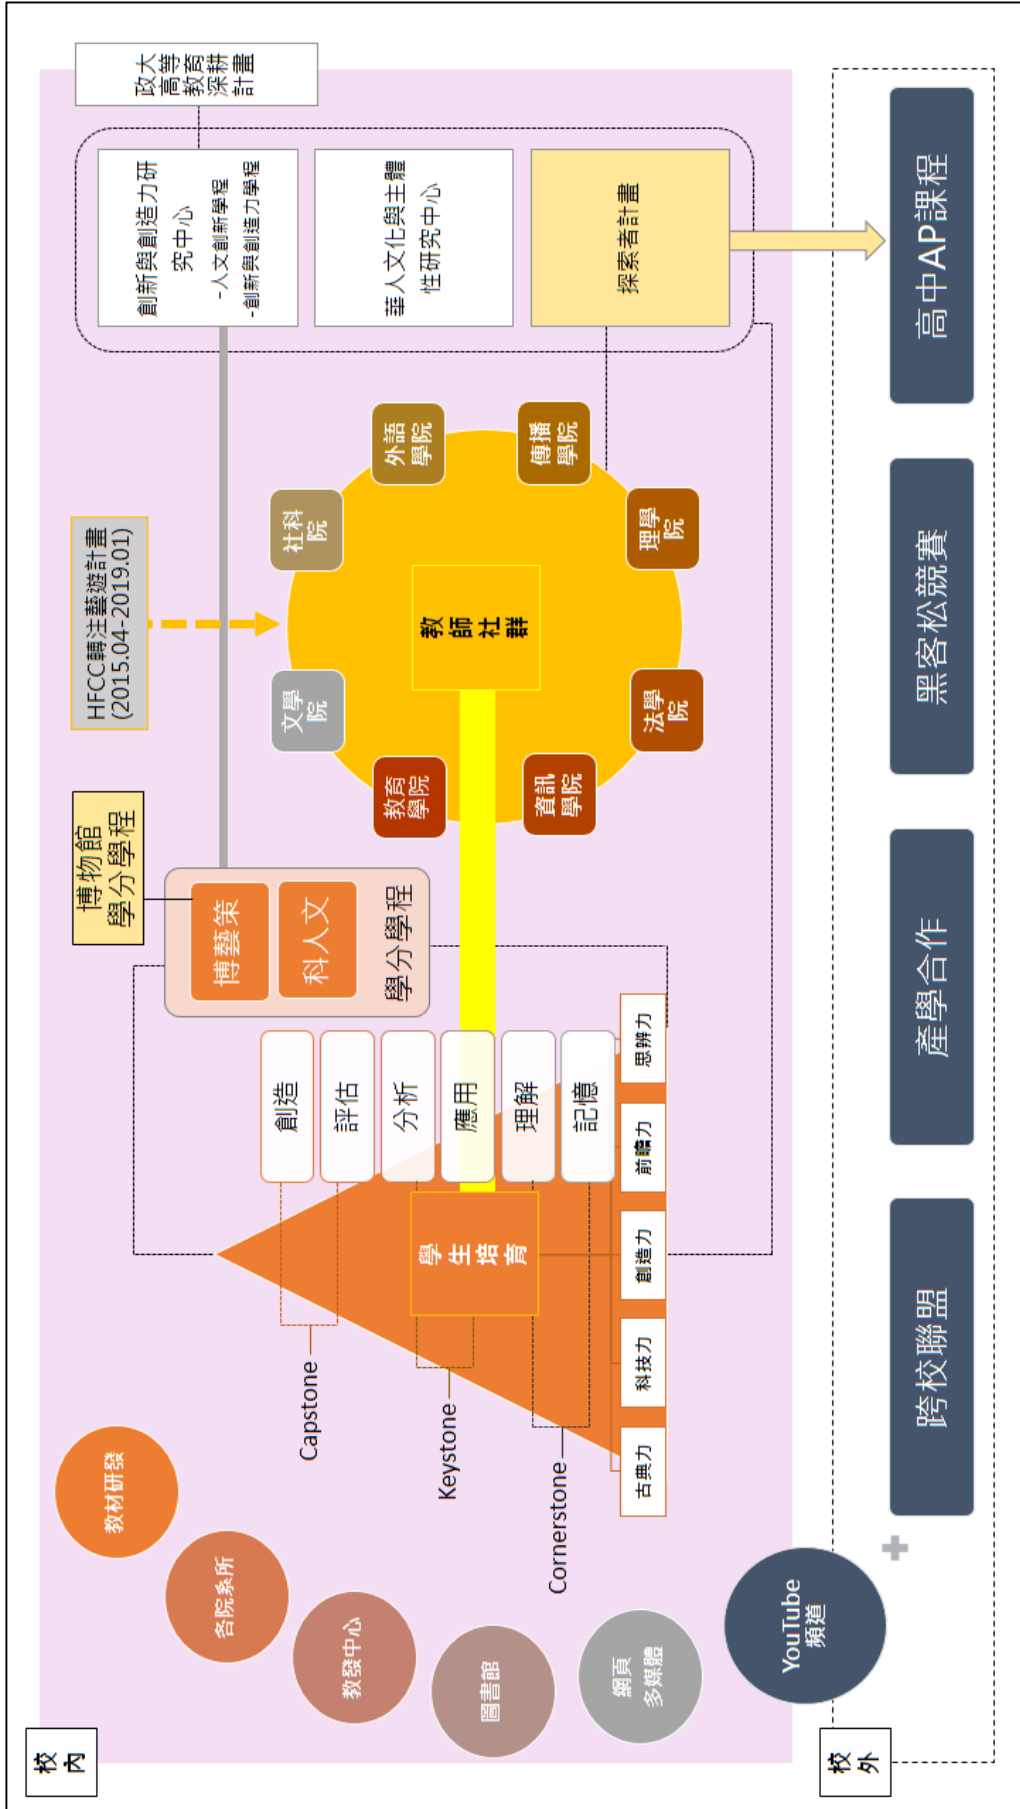 校
內
教材研發
各院系所
教發中心
圖書館
網頁
多媒體
YouTube
頻道
Capstone
Keystone
Cornerstone
學
生
培
育
創造
評估
分析
應用
理解
記憶
古典力
科技力
創造力
前瞻力
思辨力
博物館
學分學程
博藝策
科人文
學分學程
HFCC轉注藝遊計畫
(2015.04-2019.01)
教
師
社
群
文學
院
社科
院
外語
學院
傳播
學院
理學
院
法學
院
資訊
學院
教育
學院
政大
高等
教育
深耕
計畫
創新與創造力研
究中心
-人文創新學程
-創新與創造力學程
華人文化與主體
性研究中心
探索者計畫
校
外
跨校聯盟
產學合作
黑客松競賽
高中AP課程